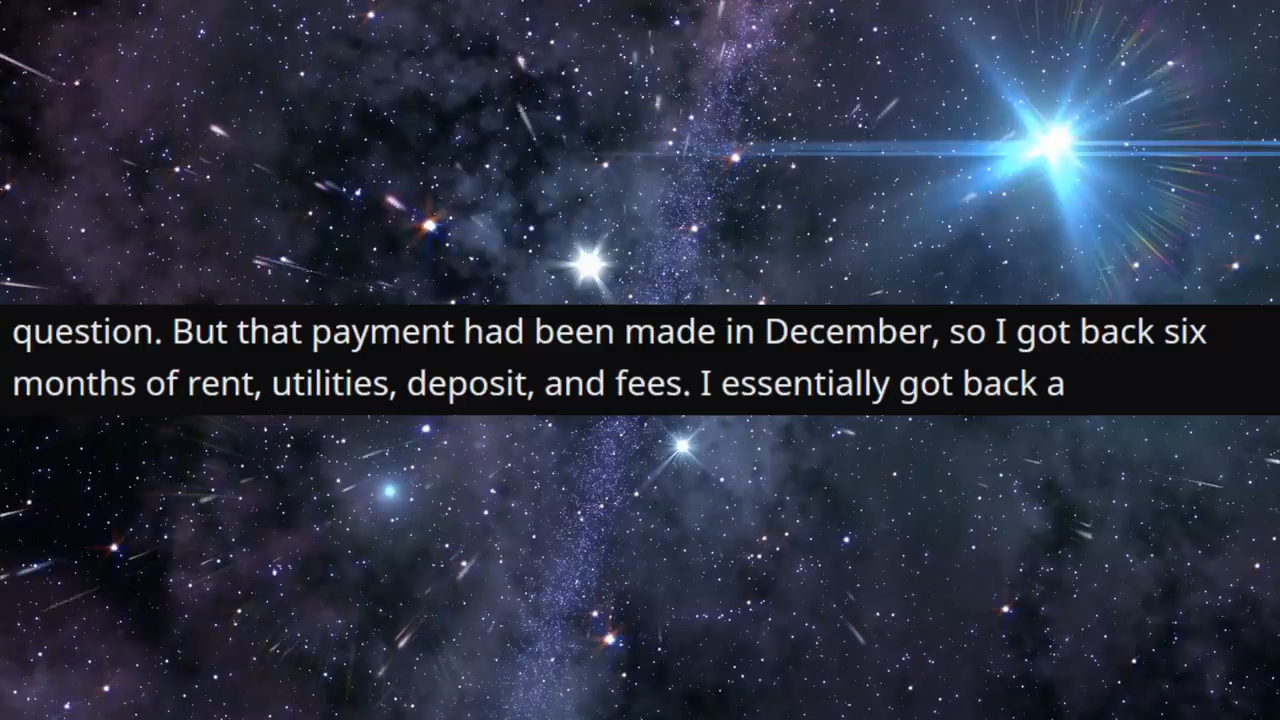 question. But that payment had been made in December, so I got back six
months of rent, utilities, deposit, and fees. I essentially got back a